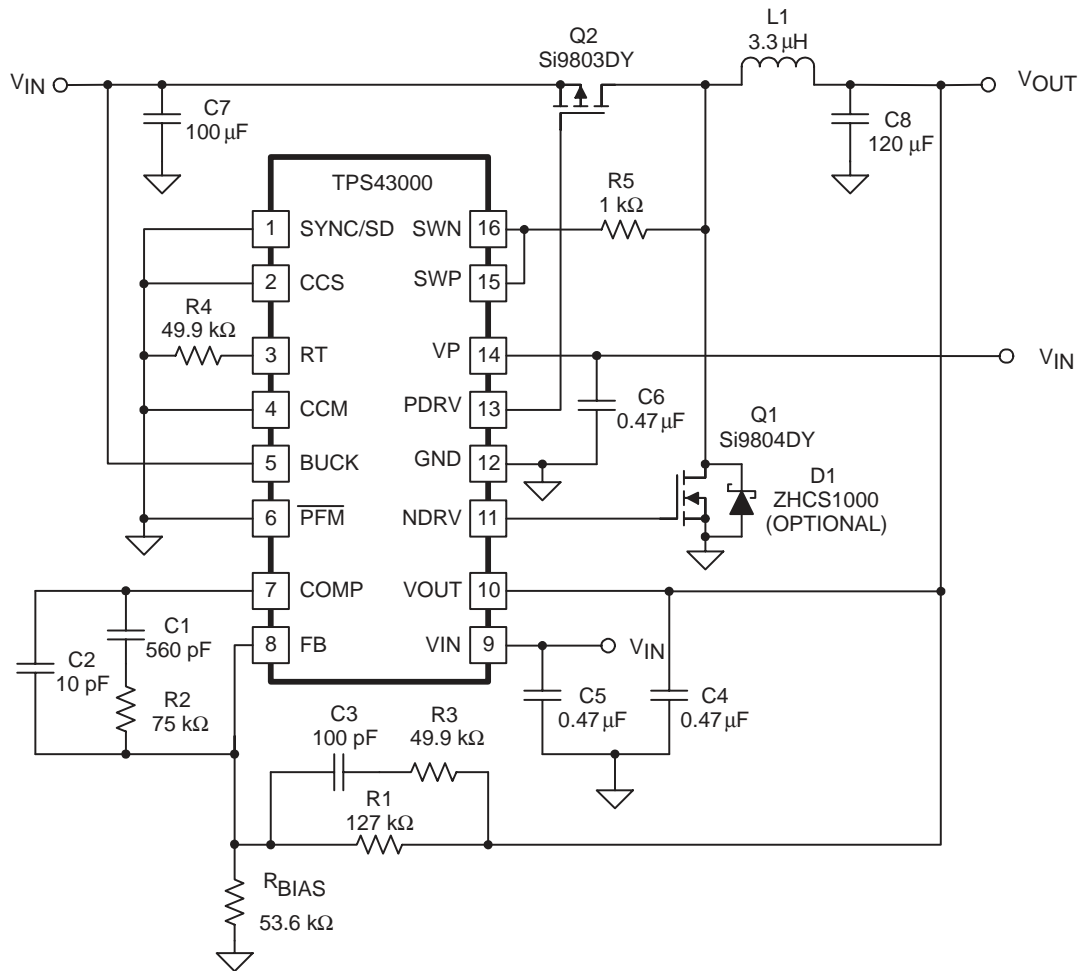 L1
3.3 µH
Q2
Si9803DY
VIN
VOUT
C7
100 µF
C8
120 µF
TPS43000
R5
1 kΩ
1 SYNC/SD SWN 16
2 CCS SWP 15
R4
49.9 kΩ
3 RT VP 14
VIN
4 CCM PDRV 13
C6
0.47 µF
Q1
Si9804DY
5 BUCK GND 12
D1
ZHCS1000
(OPTIONAL)
6 PFM NDRV 11
7 COMP VOUT 10
C1
560 pF
8 FB VIN 9
VIN
C2
10 pF
R2
75 kΩ
C5
0.47 µF
C4
0.47 µF
C3
100 pF
R3
49.9 kΩ
R1
127 kΩ
RBIAS
53.6 kΩ